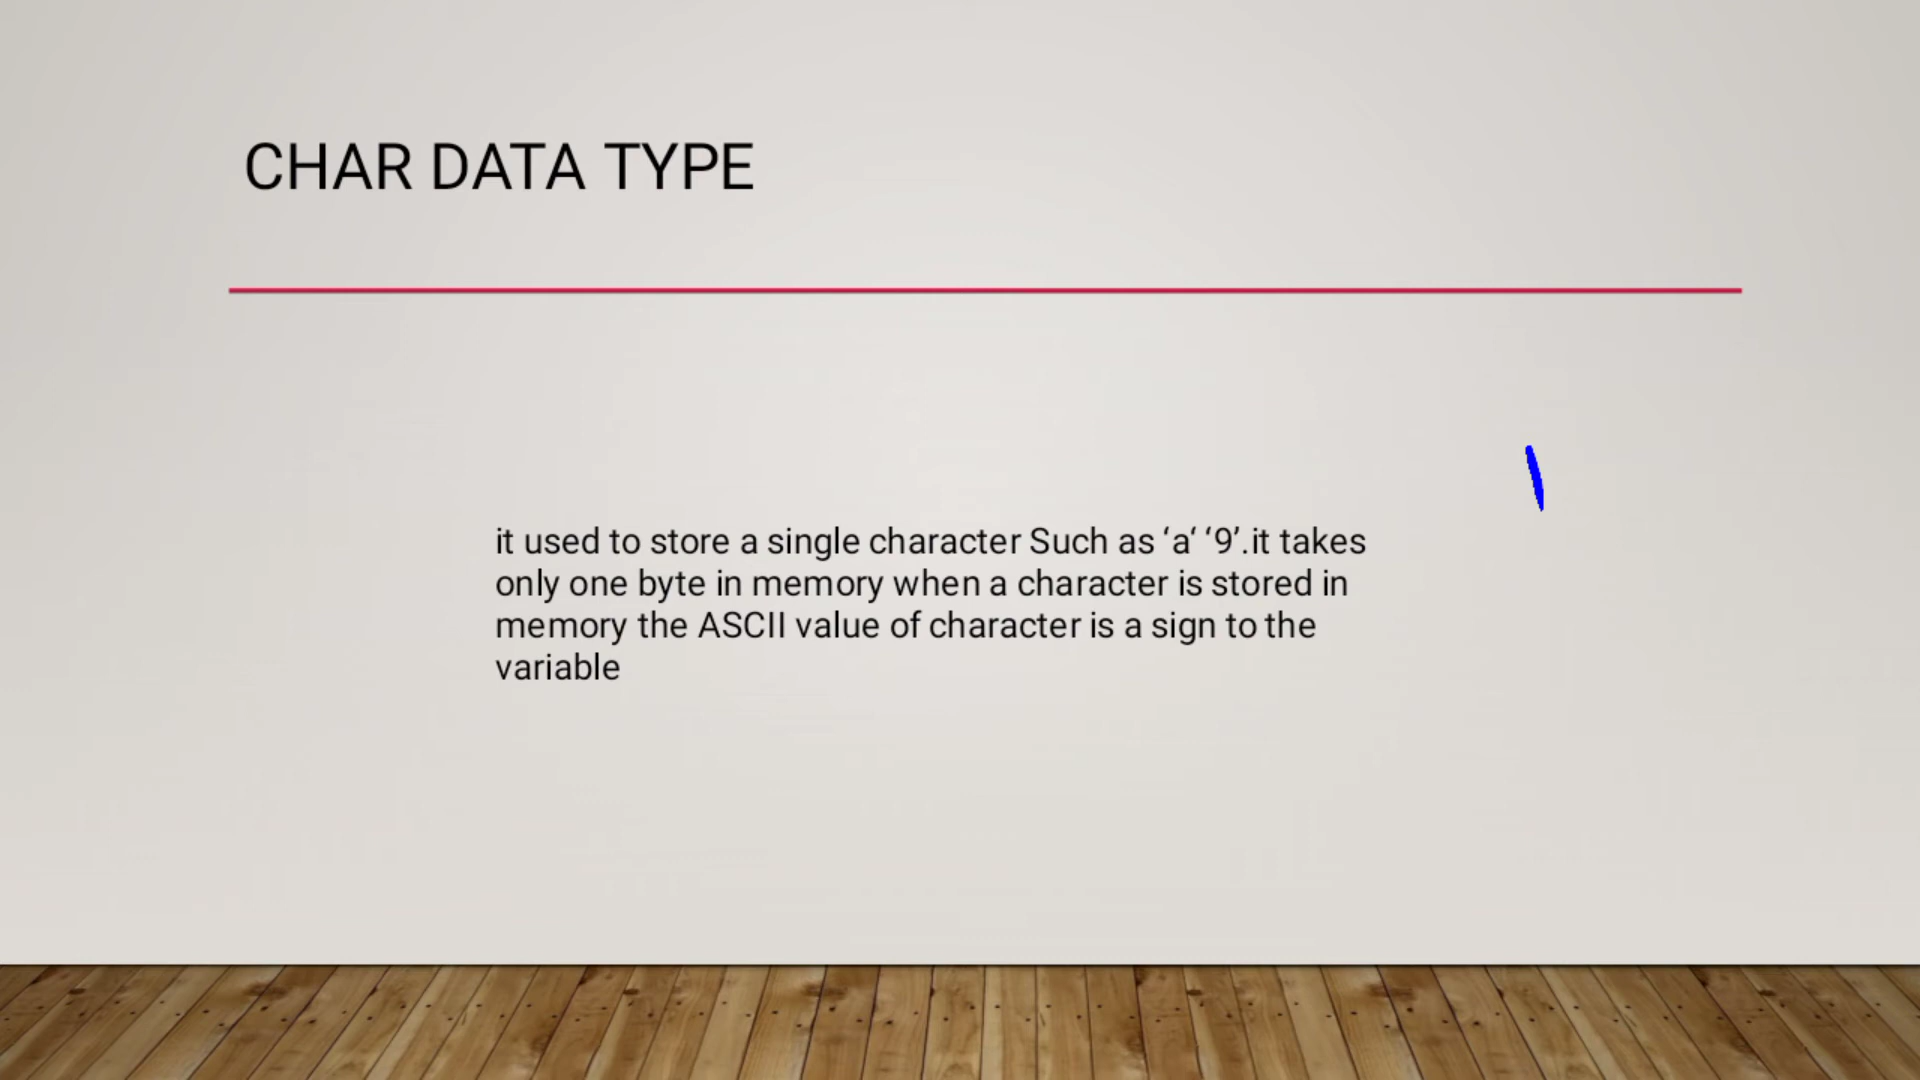 CHAR DATA TYPE
it used to store a single character Such as ‘a‘ ‘9’.it takes
only one byte in memory when a character is stored in
memory the ASCII value of character is a sign to the
variable